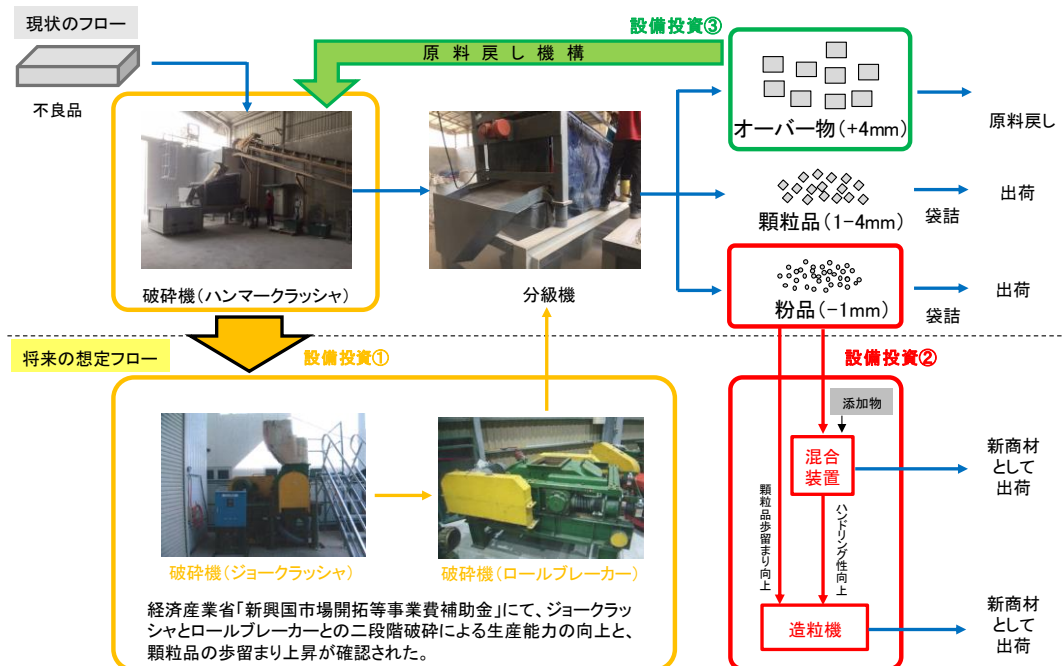 現状のフロー
設備投資③
原料戻し機構
不良品
オーバー物(+4mm)
原料戻し
顆粒品(1-4mm)
袋詰
出荷
破砕機(ハンマークラッシャ)
分級機
粉品(-1mm)
袋詰
出荷
将来の想定フロー
設備投資①
設備投資②
添加物
混合
装置
新商材
として
出荷
顆粒品歩留まり向上
ハンドリング性向上
破砕機(ジョークラッシャ)
破砕機(ロールブレーカー)
造粒機
新商材
として
出荷
経済産業省「新興国市場開拓等事業費補助金」にて、ジョークラッ
シャとロールブレーカーとの二段階破砕による生産能力の向上と、
顆粒品の歩留まり上昇が確認された。